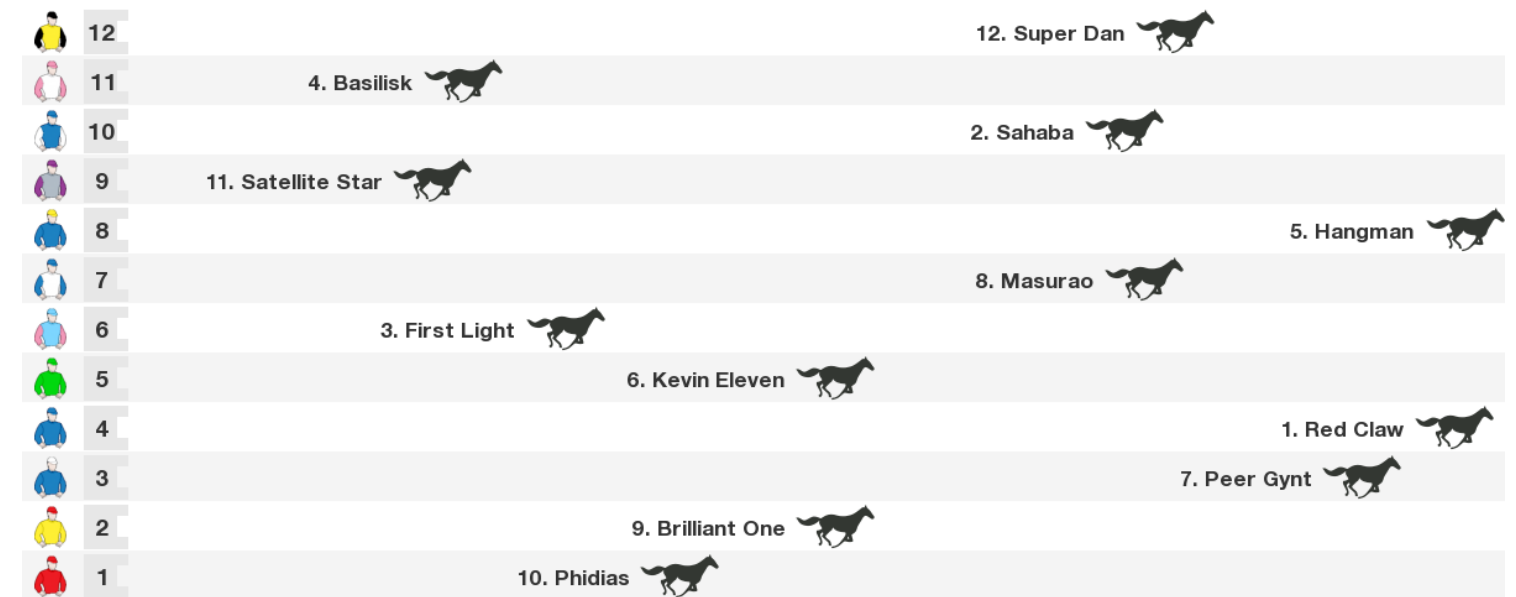 12 12. Super Dan
11 4. Basilisk
10 2. Sahaba
9 11. Satellite Star
8 5. Hangman
7 8. Masurao
6 3. First Light
5 6. Kevin Eleven
4 1. Red Claw
3 7. Peer Gynt
2 9. Brilliant One
1 10. Phidias